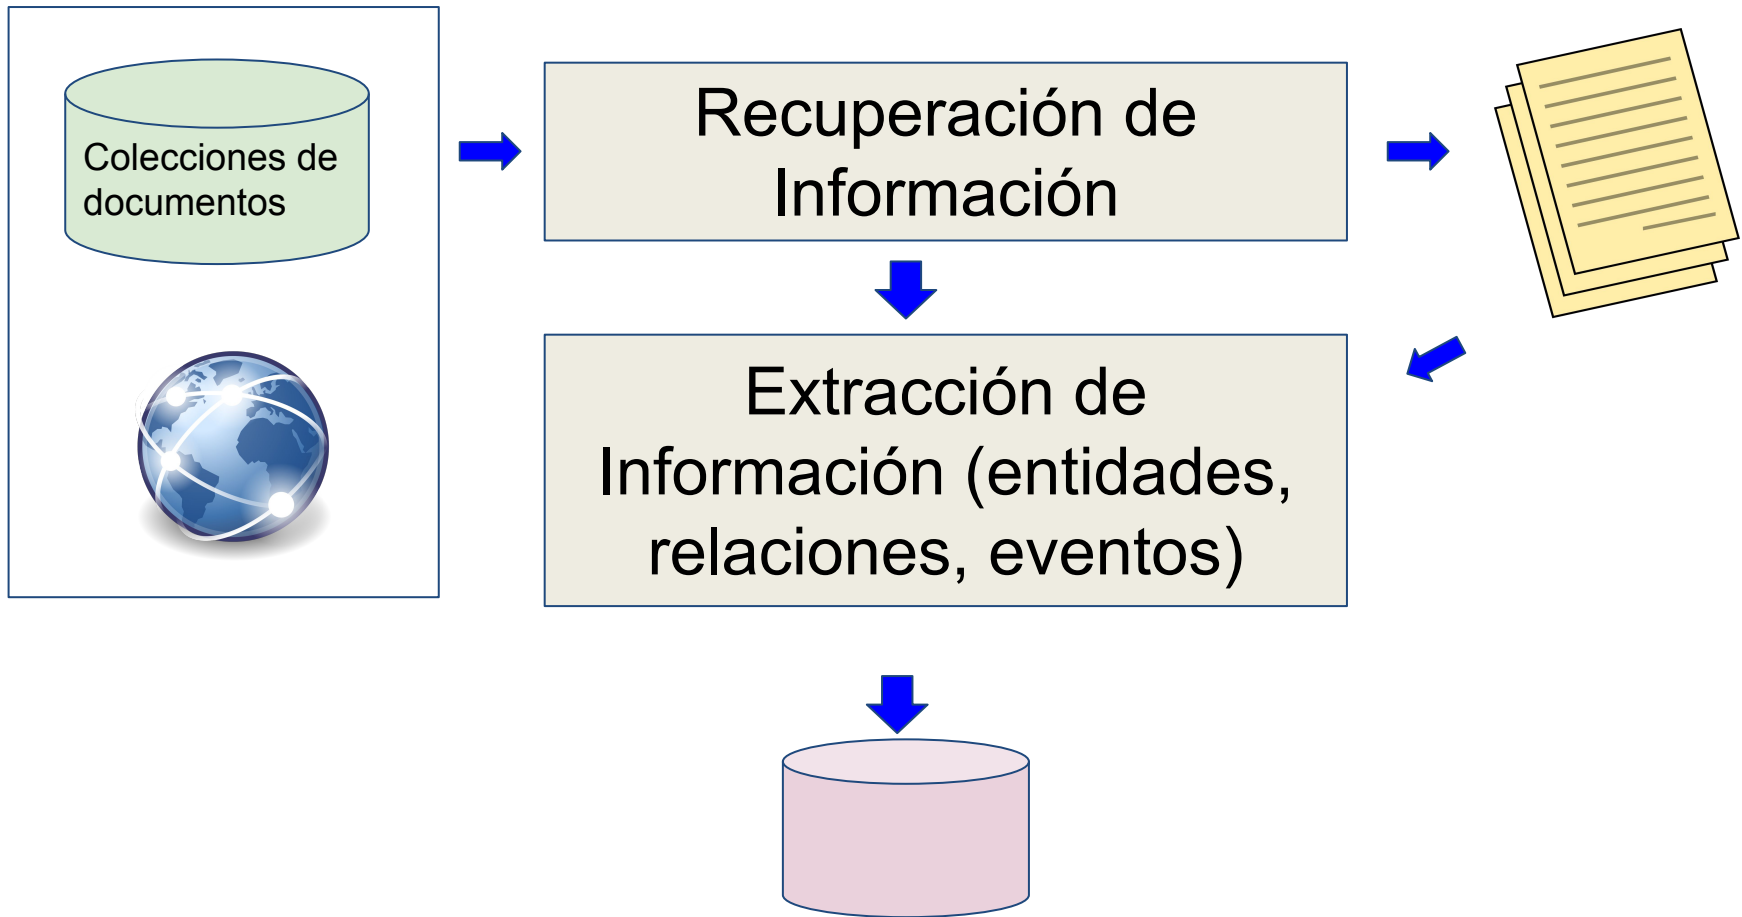 Colecciones de
documentos
Recuperación de
Información
Extracción de
Información (entidades,
relaciones, eventos)